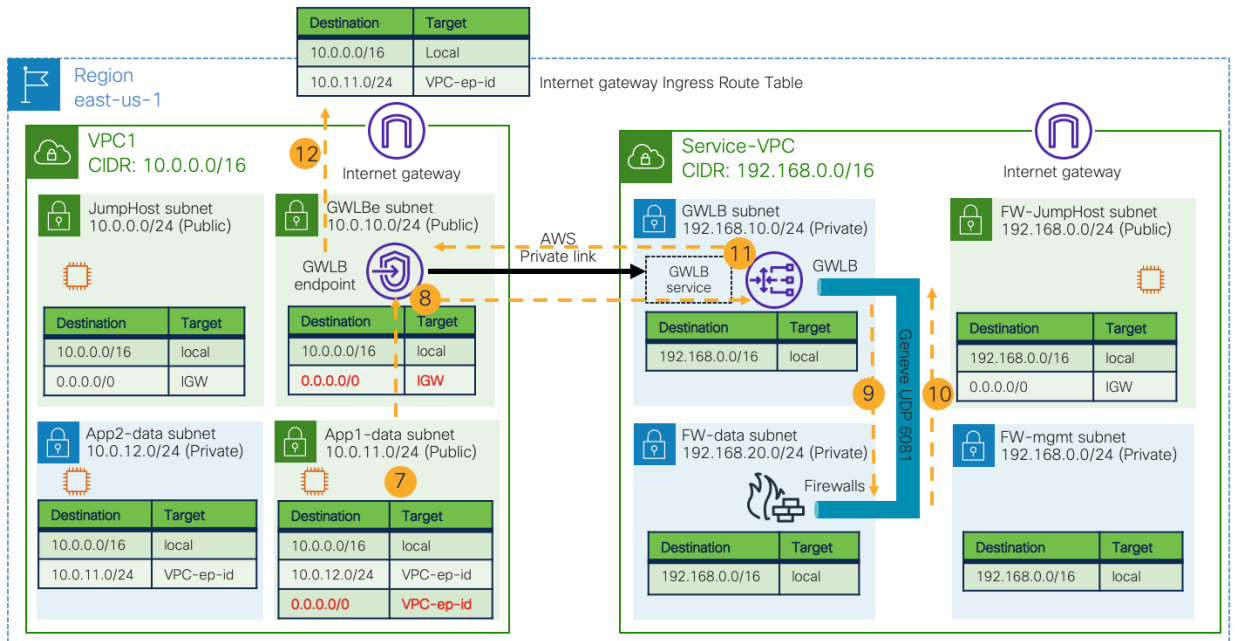 Destination Target
10.0.0.0/16 Local
10.0.11.0/24 VPC-ep-id
Internet gateway Ingress Route Table
Region
east-us-1
VPC1
CIDR: 10.0.0.0/16
12
Internet gateway
JumpHost subnet
10.0.0.0/24 (Public)
Destination Target
10.0.0.0/16 local
0.0.0.0/0 IGW
GWLBe subnet
10.0.10.0/24 (Public)
GWLB
endpoint
8
Destination Target
10.0.0.0/16 local
0.0.0.0/0 IGW
App2-data subnet
10.0.12.0/24 (Private)
Destination Target
10.0.0.0/16 local
10.0.11.0/24 VPC-ep-id
App1-data subnet
10.0.11.0/24 (Public)
7
Destination Target
10.0.0.0/16 local
10.0.12.0/24 VPC-ep-id
0.0.0.0/0 VPC-ep-id
AWS
Private link
Service-VPC
CIDR: 192.168.0.0/16
Internet gateway
GWLB subnet
192.168.10.0/24 (Private)
11
GWLB
service
GWLB
Destination Target
192.168.0.0/16 local
9
Geneve UDP 6081
10
FW-JumpHost subnet
192.168.0.0/24 (Public)
Destination Target
192.168.0.0/16 local
0.0.0.0/0 IGW
FW-data subnet
192.168.20.0/24 (Private)
Firewalls
Destination Target
192.168.0.0/16 local
FW-mgmt subnet
192.168.0.0/24 (Private)
Destination Target
192.168.0.0/16 local